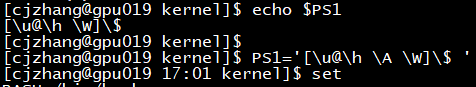 [cjzhang@gpu019 kernel]$ echo $PS1
[\u@\h \W]\$
[cjzhang@gpu019 kernel]$
[cjzhang@gpu019 kernel]$ PS1='[\u@\h \A \W]\$ '
[cjzhang@gpu019 17:01 kernel]$ set